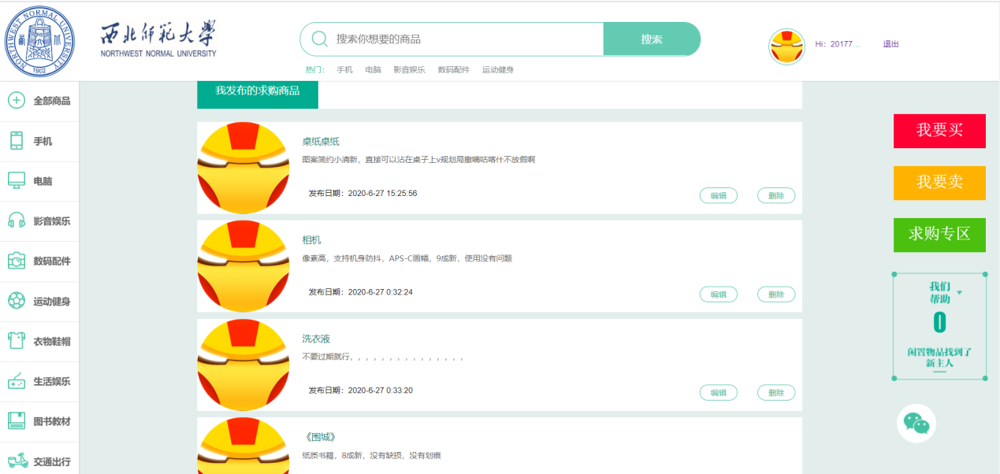 NORTHWEST NORMAL UNIVERSITY
1902
西北师范大学
NORTHWEST NORMAL UNIVERSITY
搜索你想要的商品
搜索
Hi：20177...
退出
热门： 手机 电脑 影音娱乐 数码配件 运动健身
全部商品
手机
电脑
影音娱乐
数码配件
运动健身
衣物鞋帽
生活娱乐
图书教材
交通出行
我发布的求购商品
桌纸桌纸
图案简约小清新，直接可以沾在桌子上v规划局撒嘀咕喀什不放假啊
发布日期：2020-6-27 15:25:56
编辑 删除
相机
像素高，支持机身防抖，APS-C画幅，9成新，使用没有问题
发布日期：2020-6-27 0:32:24
编辑 删除
洗衣液
不要过期就行，，，，，，，，，，，，，，，
发布日期：2020-6-27 0:33:20
编辑 删除
《围城》
纸质书籍，8成新，没有缺损，没有划痕
我要买
我要卖
求购专区
我们
帮助
0
闲置物品找到了
新主人